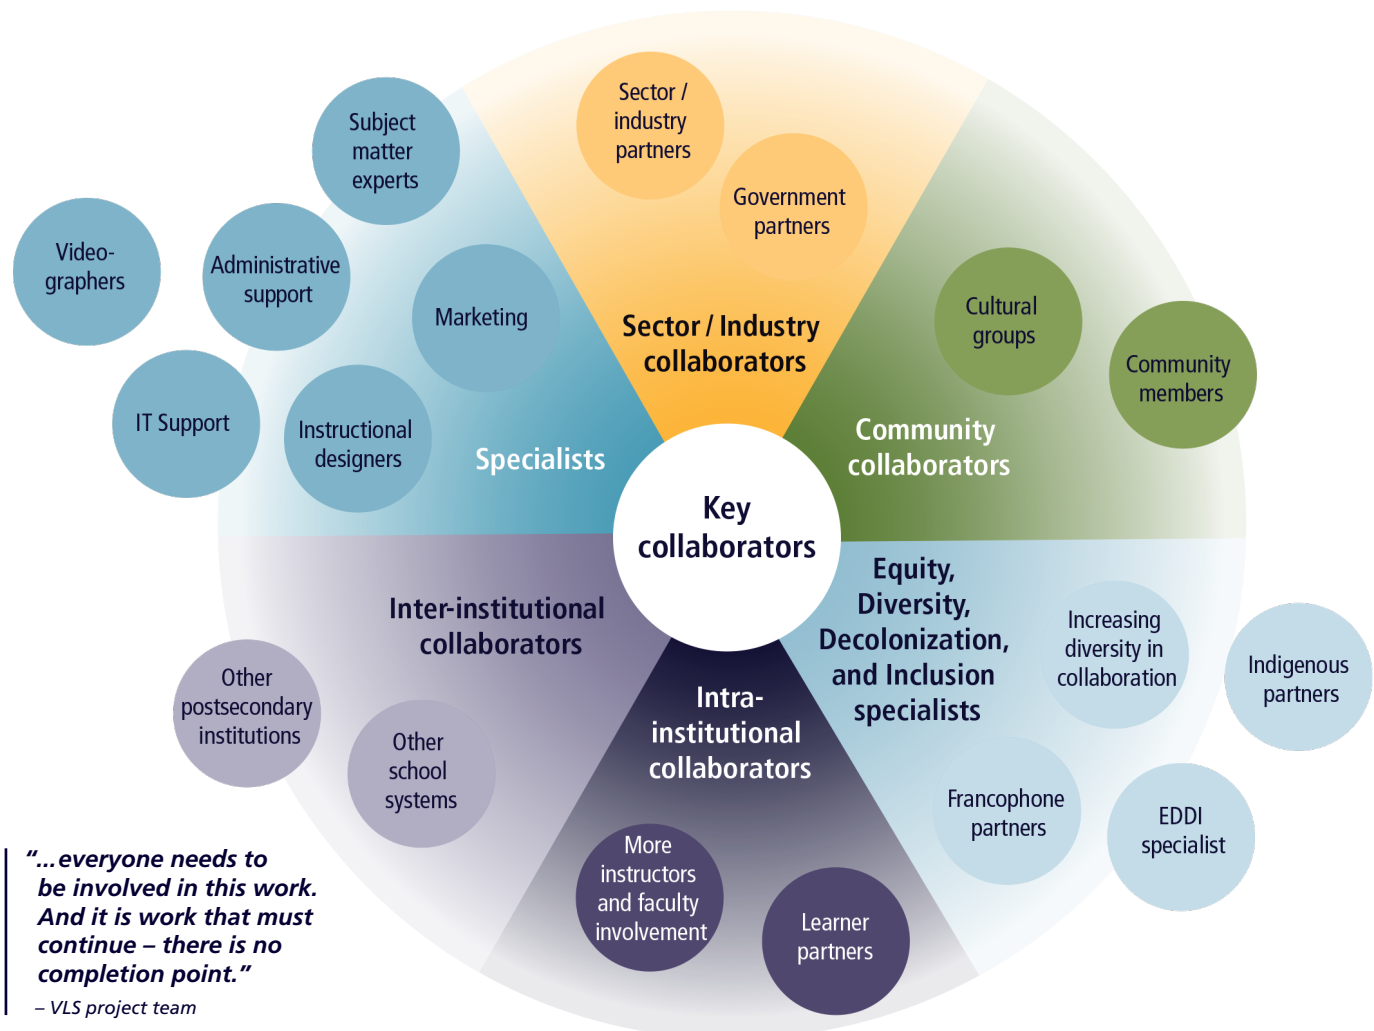 Key
collaborators
Sector / Industry
collaborators
Sector /
industry
partners
Government
partners
Community
collaborators
Cultural
groups
Community
members
Equity,
Diversity,
Decolonization,
and Inclusion
specialists
Increasing
diversity in
collaboration
Indigenous
partners
Francophone
partners
EDDI
specialist
Intra-
institutional
collaborators
More
instructors
and faculty
involvement
Learner
partners
Inter-institutional
collaborators
Other
postsecondary
institutions
Other
school
systems
Specialists
Subject
matter
experts
Video-
graphers
Administrative
support
Marketing
IT Support
Instructional
designers
“...everyone needs to
be involved in this work.
And it is work that must
continue – there is no
completion point.”
– VLS project team